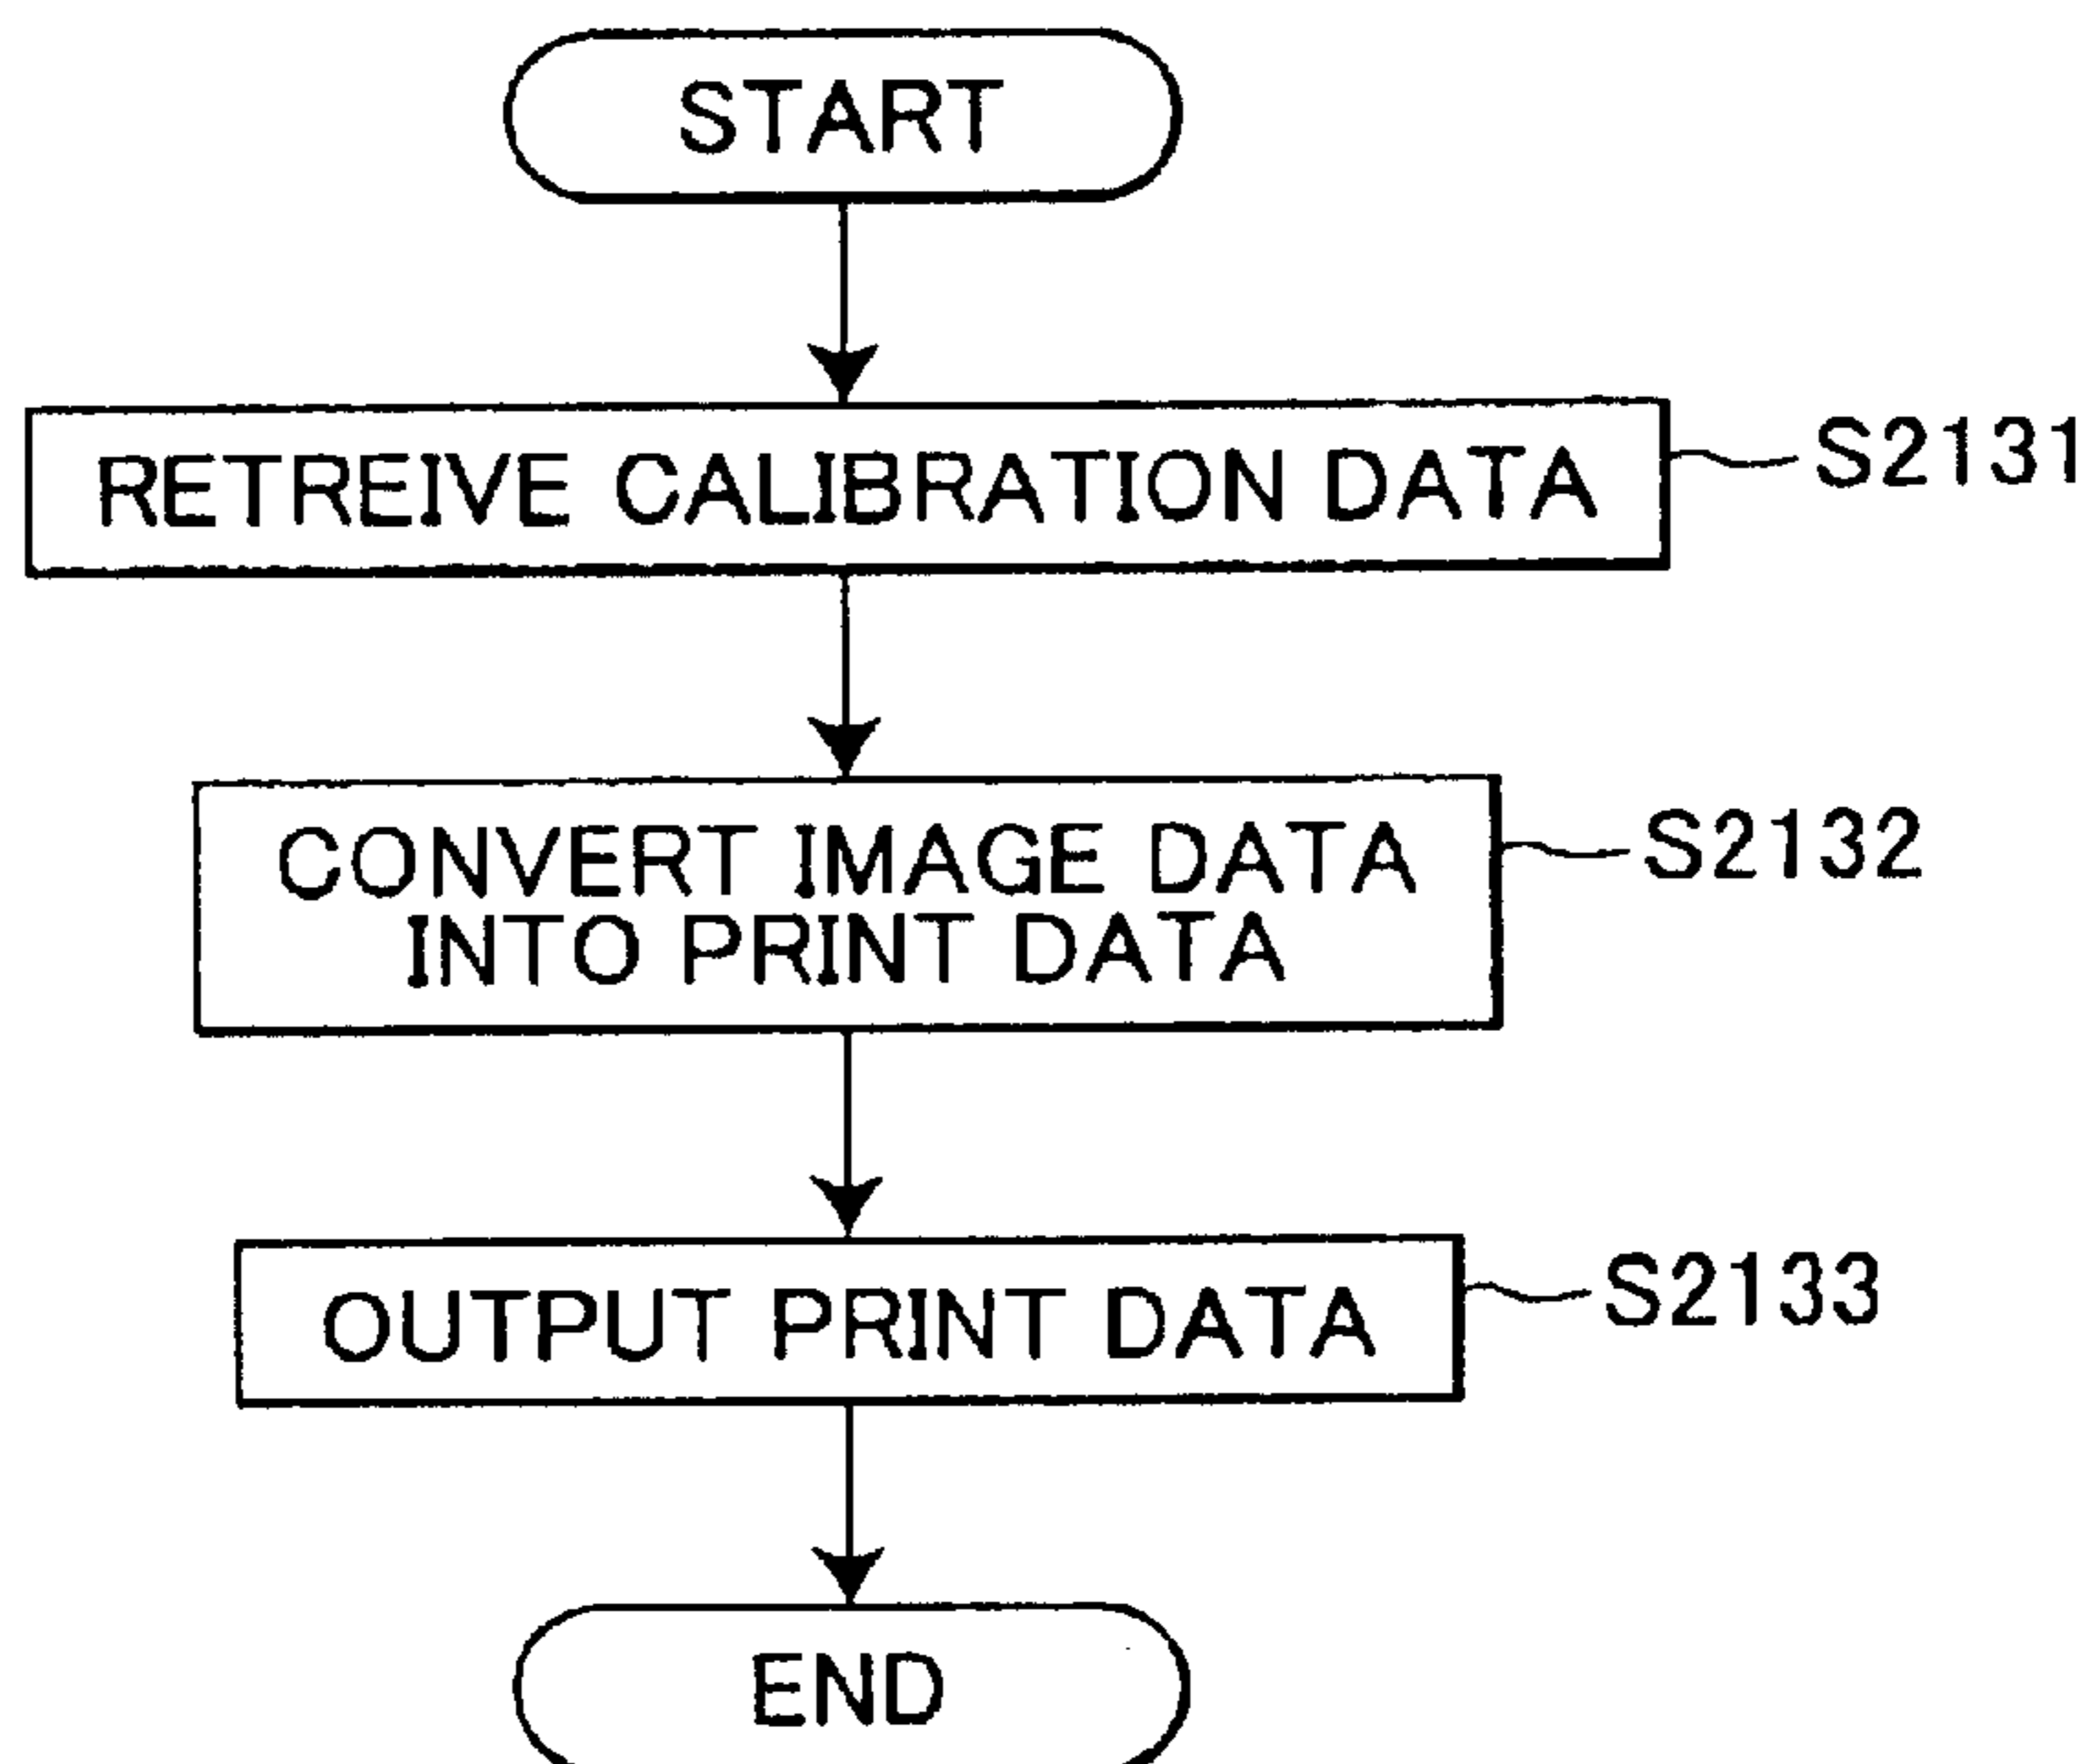 START
RETREIVE CALIBRATION DATA
S2131
CONVERT IMAGE DATA
INTO PRINT DATA
S2132
OUTPUT PRINT DATA
S2133
END